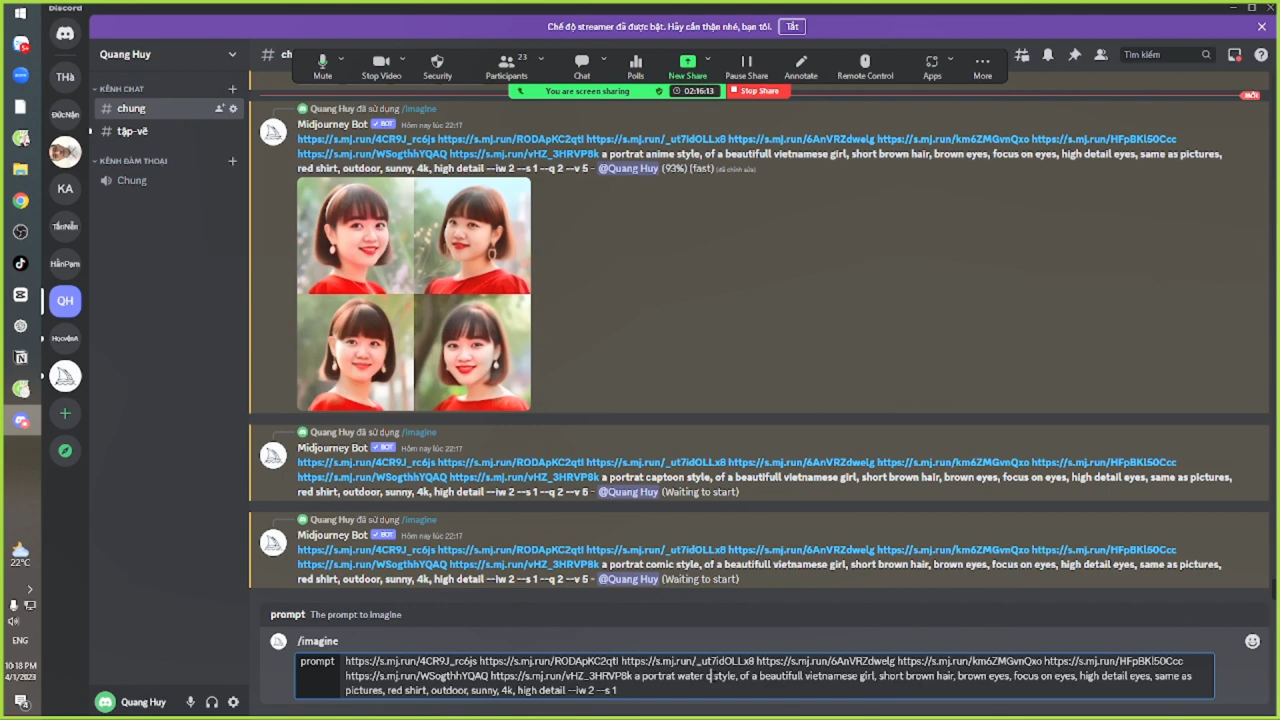 Discord
Chế độ streamer đã được bật. Hãy cẩn thận nhé, bạn tôi.
Tắt
Quang Huy
Mute
Stop Video
Security
Participants
23
Chat
Polls
New Share
Pause Share
Annotate
Remote Control
Apps
More
Tìm kiếm
You are screen sharing
02:16:13
Stop Share
MỚI
KÊNH CHAT
# chung
# tập-vẽ
KÊNH ĐÀM THOẠI
Chung
THà
KA
QH
Quang Huy đã sử dụng /imagine
Midjourney Bot BOT Hôm nay lúc 22:17
https://s.mj.run/4CR9J_rc6js https://s.mj.run/RODApKC2qtI https://s.mj.run/_ut7idOLLx8 https://s.mj.run/6AnVRZdwelg https://s.mj.run/km6ZMGvnQxo https://s.mj.run/HFpBKl50Ccc
https://s.mj.run/WSogthhYQAQ https://s.mj.run/vHZ_3HRVP8k a portrat anime style, of a beautifull vietnamese girl, short brown hair, brown eyes, focus on eyes, high detail eyes, same as pictures,
red shirt, outdoor, sunny, 4k, high detail --iw 2 --s 1 --q 2 --v 5 - @Quang Huy (93%) (fast) (đã chỉnh sửa)
Quang Huy đã sử dụng /imagine
Midjourney Bot BOT Hôm nay lúc 22:17
https://s.mj.run/4CR9J_rc6js https://s.mj.run/RODApKC2qtI https://s.mj.run/_ut7idOLLx8 https://s.mj.run/6AnVRZdwelg https://s.mj.run/km6ZMGvnQxo https://s.mj.run/HFpBKl50Ccc
https://s.mj.run/WSogthhYQAQ https://s.mj.run/vHZ_3HRVP8k a portrat captoon style, of a beautifull vietnamese girl, short brown hair, brown eyes, focus on eyes, high detail eyes, same as pictures,
red shirt, outdoor, sunny, 4k, high detail --iw 2 --s 1 --q 2 --v 5 - @Quang Huy (Waiting to start)
Quang Huy đã sử dụng /imagine
Midjourney Bot BOT Hôm nay lúc 22:17
https://s.mj.run/4CR9J_rc6js https://s.mj.run/RODApKC2qtI https://s.mj.run/_ut7idOLLx8 https://s.mj.run/6AnVRZdwelg https://s.mj.run/km6ZMGvnQxo https://s.mj.run/HFpBKl50Ccc
https://s.mj.run/WSogthhYQAQ https://s.mj.run/vHZ_3HRVP8k a portrat comic style, of a beautifull vietnamese girl, short brown hair, brown eyes, focus on eyes, high detail eyes, same as pictures,
red shirt, outdoor, sunny, 4k, high detail --iw 2 --s 1 --q 2 --v 5 - @Quang Huy (Waiting to start)
prompt The prompt to imagine
/imagine
prompt https://s.mj.run/4CR9J_rc6js https://s.mj.run/RODApKC2qtI https://s.mj.run/_ut7idOLLx8 https://s.mj.run/6AnVRZdwelg https://s.mj.run/km6ZMGvnQxo https://s.mj.run/HFpBKl50Ccc
https://s.mj.run/WSogthhYQAQ https://s.mj.run/vHZ_3HRVP8k a portrat water c style, of a beautifull vietnamese girl, short brown hair, brown eyes, focus on eyes, high detail eyes, same as
pictures, red shirt, outdoor, sunny, 4k, high detail --iw 2 --s 1
Quang Huy
22°C
ENG
10:18 PM
4/1/2023